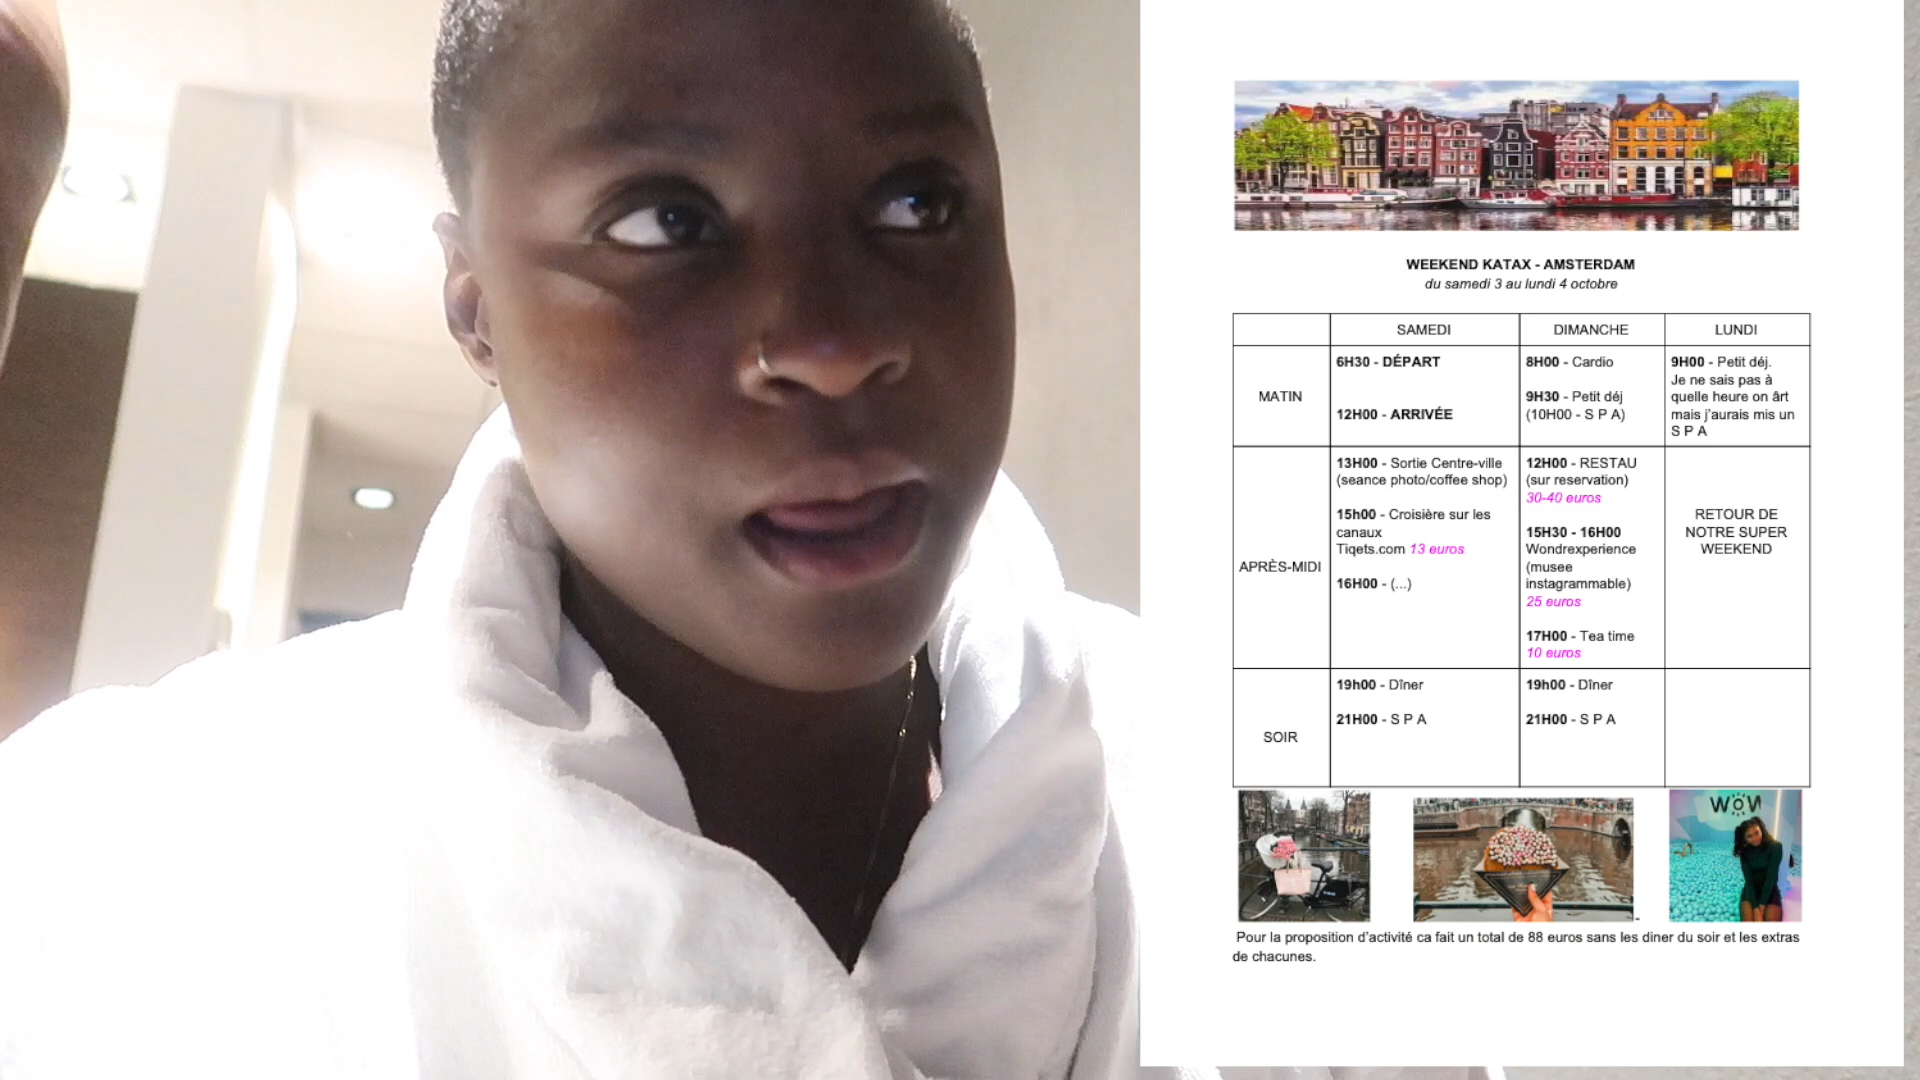 WEEKEND KATAX - AMSTERDAM
du samedi 3 au lundi 4 octobre
SAMEDI
DIMANCHE
LUNDI
MATIN
6H30 - DÉPART
12H00 - ARRIVÉE
8H00 - Cardio
9H30 - Petit déj
(10H00 - S P A)
9H00 - Petit déj.
Je ne sais pas à
quelle heure on ârt
mais j'aurais mis un
S P A
APRÈS-MIDI
13H00 - Sortie Centre-ville
(seance photo/coffee shop)
15h00 - Croisière sur les
canaux
Tiqets.com 13 euros
16H00 - (...)
12H00 - RESTAU
(sur reservation)
30-40 euros
15H30 - 16H00
Wondrexperience
(musee
instagrammable)
25 euros
17H00 - Tea time
10 euros
RETOUR DE
NOTRE SUPER
WEEKEND
SOIR
19h00 - Dîner
21H00 - S P A
19h00 - Dîner
21H00 - S P A
WOW
Pour la proposition d'activité ca fait un total de 88 euros sans les diner du soir et les extras
de chacunes.